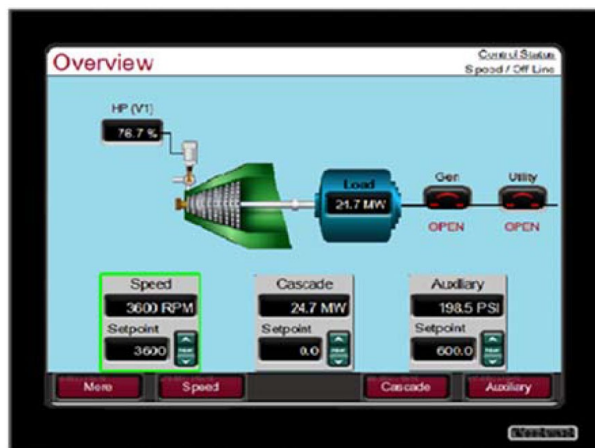 Overview
Control Status
Speed / Off Line
HP (V1)
76.7 %
Load
24.7 MW
Gen
Utility
OPEN
OPEN
Speed
3600 RPM
Setpoint
3600
Cascade
24.7 MW
Setpoint
0.0
Auxiliary
198.5 PSI
Setpoint
600.0
More
Speed
Cascade
Auxiliary